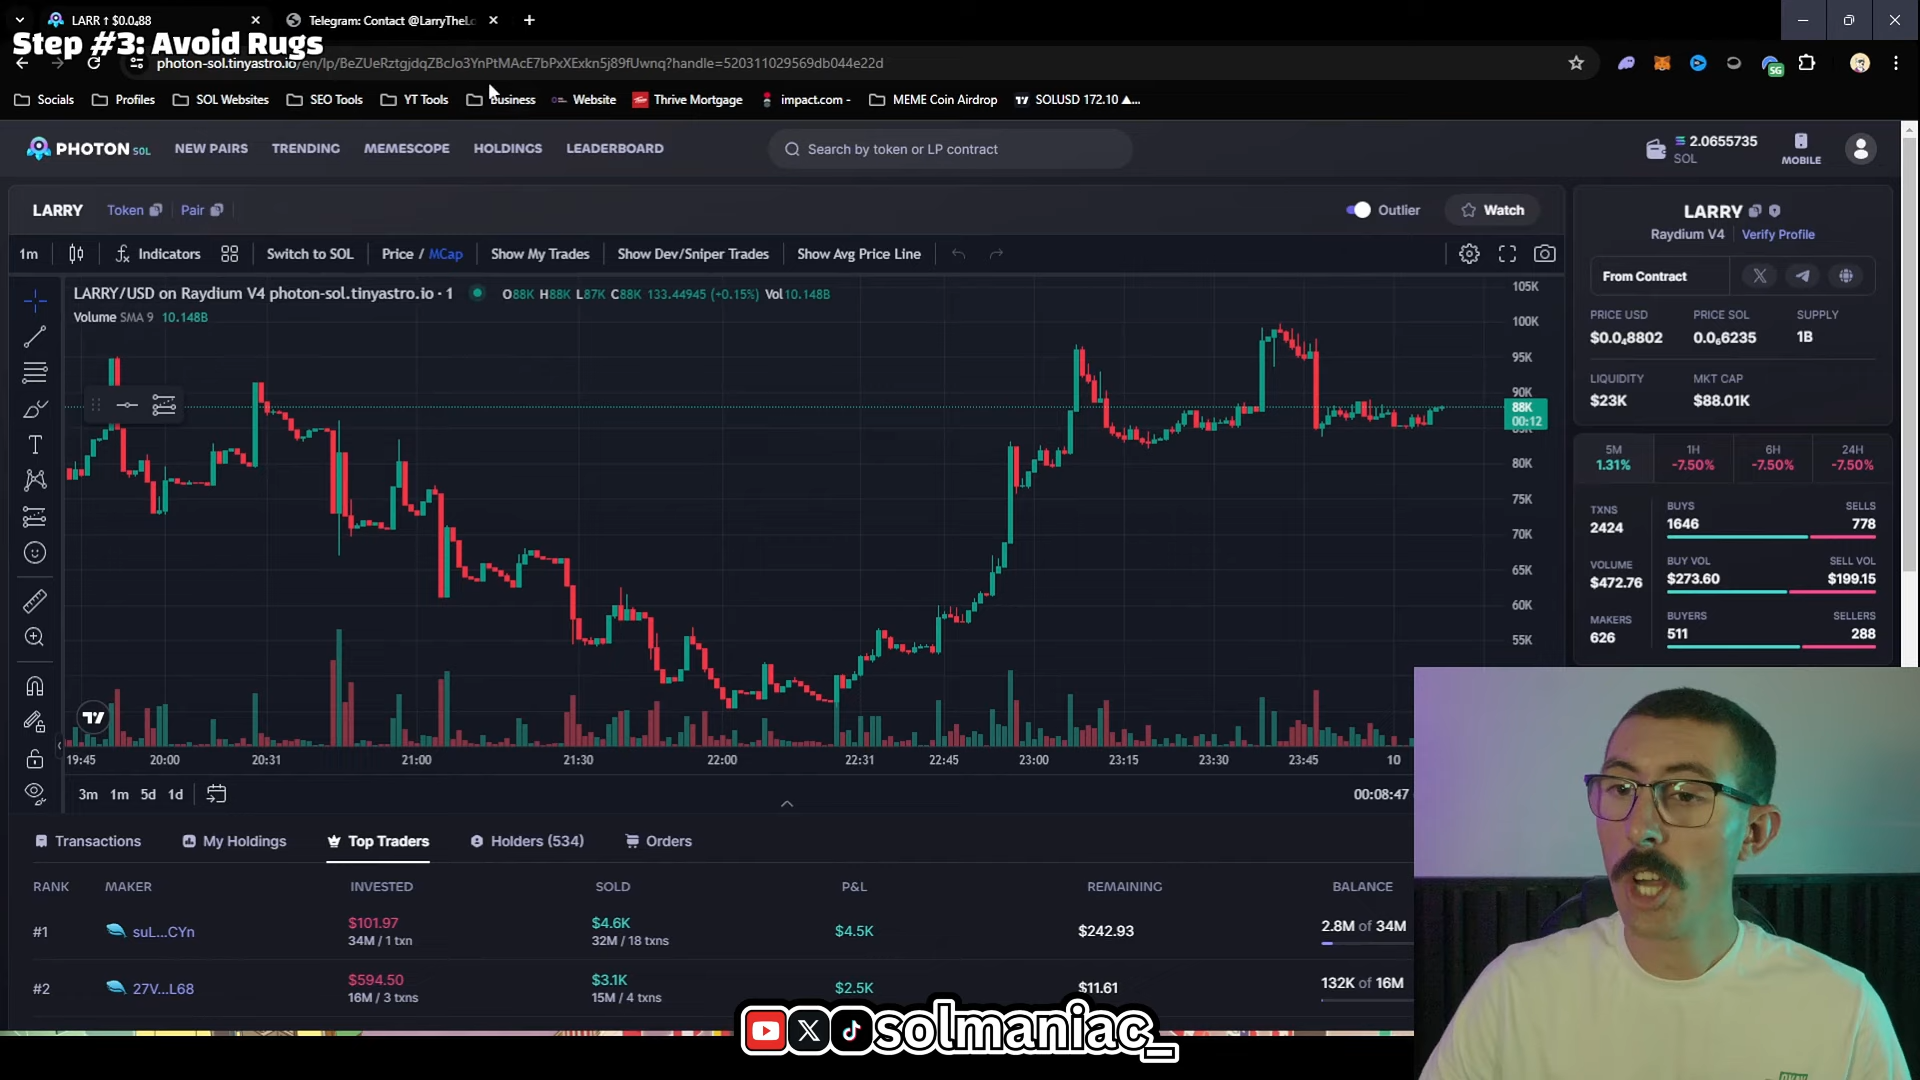 LARR ↑ $0.0₄88
Telegram: Contact @LarryTheLo
Step #3: Avoid Rugs
photon-sol.tinyastro.io/en/lp/BeZUeRztgjdqZBcJo3YnPtMAcE7bPxXExkn5j89fUwnq?handle=520311029569db044e22d
SG
Socials
Profiles
SOL Websites
SEO Tools
YT Tools
Business
Website
Thrive Mortgage
impact.com -
MEME Coin Airdrop
SOLUSD 172.10 ▲...
PHOTON SOL
NEW PAIRS
TRENDING
MEMESCOPE
HOLDINGS
LEADERBOARD
Search by token or LP contract
2.0655735
SOL
MOBILE
LARRY
Token
Pair
Outlier
Watch
1m
Indicators
Switch to SOL
Price / MCap
Show My Trades
Show Dev/Sniper Trades
Show Avg Price Line
LARRY/USD on Raydium V4 photon-sol.tinyastro.io · 1
O88K H88K L87K C88K 133.44945 (+0.15%) Vol10.148B
Volume SMA 9 10.148B
105K
100K
95K
90K
88K
00:12
85K
80K
75K
70K
65K
60K
55K
19:45
20:00
20:31
21:00
21:30
22:00
22:31
22:45
23:00
23:15
23:30
23:45
10
3m
1m
5d
1d
00:08:47
LARRY
Raydium V4
Verify Profile
From Contract
PRICE USD
$0.0₄8802
PRICE SOL
0.0₆6235
SUPPLY
1B
LIQUIDITY
$23K
MKT CAP
$88.01K
5M
1.31%
1H
-7.50%
6H
-7.50%
24H
-7.50%
TXNS
2424
BUYS
1646
SELLS
778
VOLUME
$472.76
BUY VOL
$273.60
SELL VOL
$199.15
MAKERS
626
BUYERS
511
SELLERS
288
Transactions
My Holdings
Top Traders
Holders (534)
Orders
RANK
MAKER
INVESTED
SOLD
P&L
REMAINING
BALANCE
#1
suL...CYn
$101.97
34M / 1 txn
$4.6K
32M / 18 txns
$4.5K
$242.93
2.8M of 34M
#2
27V...L68
$594.50
16M / 3 txns
$3.1K
15M / 4 txns
$2.5K
$11.61
132K of 16M
solmaniac_